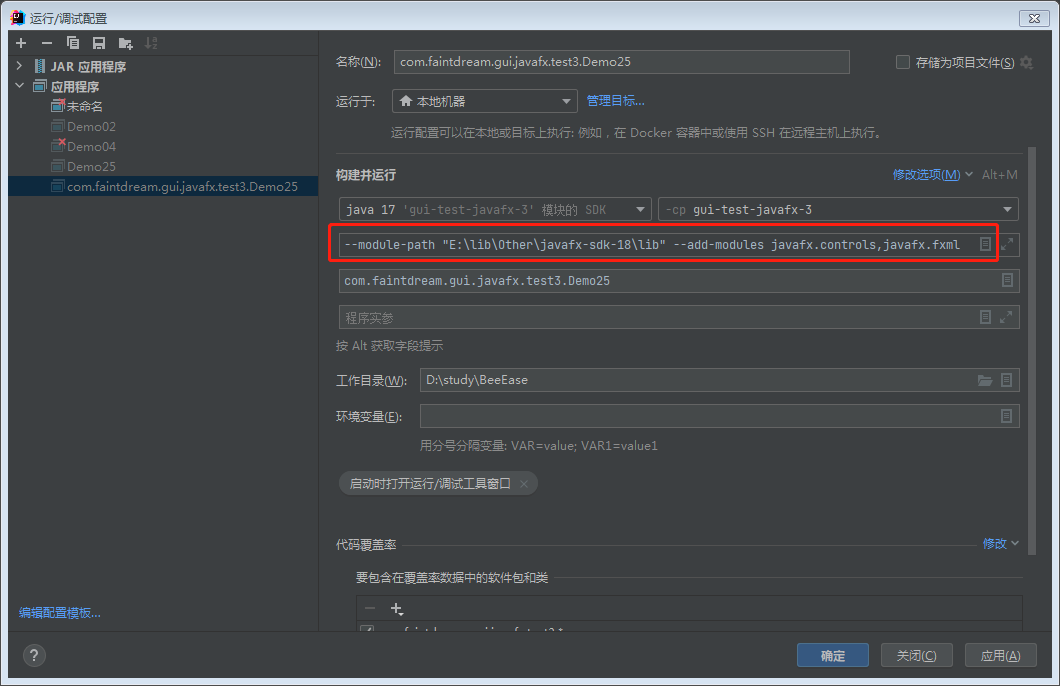 运行/调试配置
JAR 应用程序
应用程序
未命名
Demo02
Demo04
Demo25
com.faintdream.gui.javafx.test3.Demo25
编辑配置模板...
名称(N): com.faintdream.gui.javafx.test3.Demo25 存储为项目文件(S)
运行于: 本地机器 管理目标...
运行配置可以在本地或目标上执行: 例如，在 Docker 容器中或使用 SSH 在远程主机上执行。
构建并运行 修改选项(M) Alt+M
java 17 'gui-test-javafx-3' 模块的 SDK -cp gui-test-javafx-3
--module-path "E:\lib\Other\javafx-sdk-18\lib" --add-modules javafx.controls,javafx.fxml
com.faintdream.gui.javafx.test3.Demo25
程序实参
按 Alt 获取字段提示
工作目录(W): D:\study\BeeEase
环境变量(E):
用分号分隔变量: VAR=value; VAR1=value1
启动时打开运行/调试工具窗口
代码覆盖率 修改
要包含在覆盖率数据中的软件包和类
? 确定 关闭(C) 应用(A)